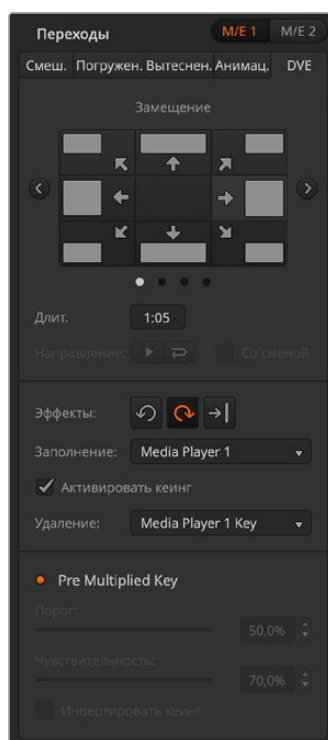 Переходы M/E 1 M/E 2
Смеш. Погружен. Вытеснен. Анимац. DVE
Замещение
Длит. 1:05
Направление: Со сменой
Эффекты:
Заполнение: Media Player 1
Активировать кеинг
Удаление: Media Player 1 Key
Pre Multiplied Key
Порог:
50,0%
Чувствительность:
70,0%
Инвертировать кеинг